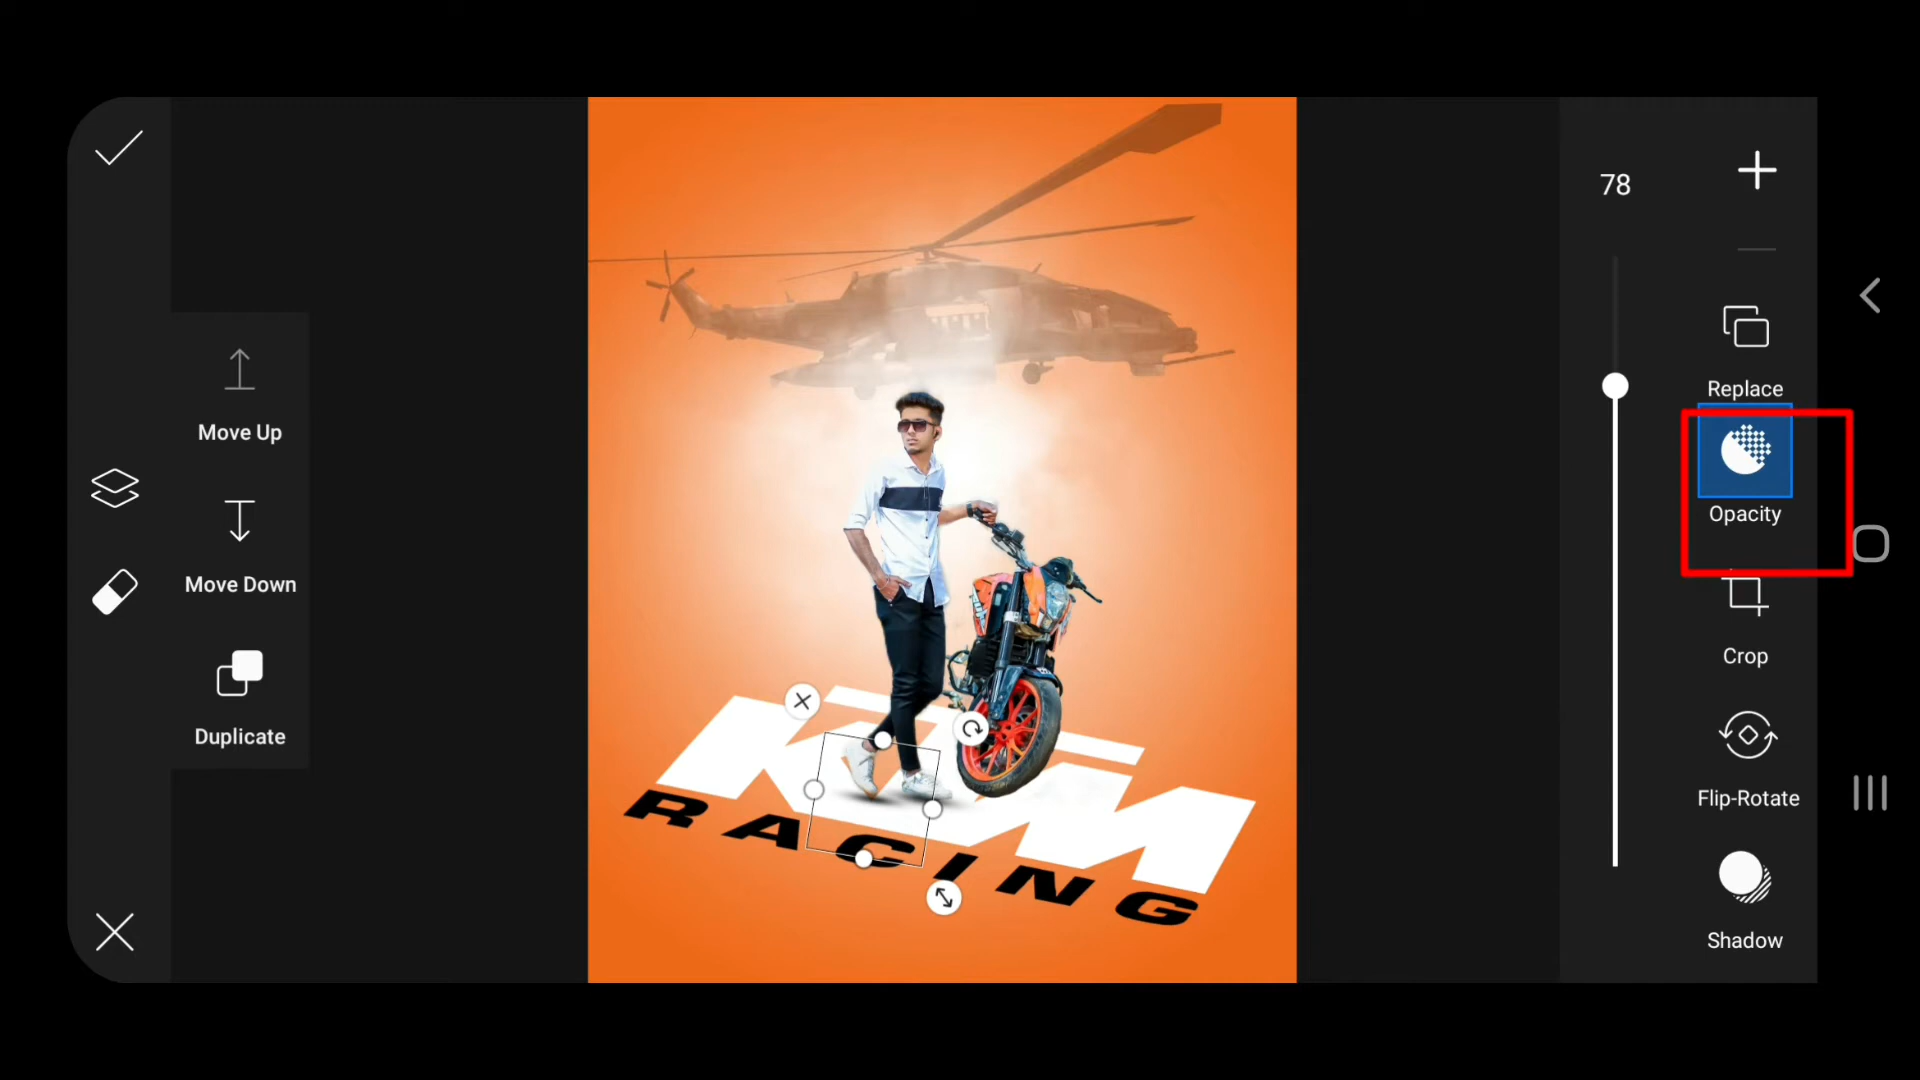 78
Replace
Move Up
Opacity
Move Down
Crop
Duplicate
Flip-Rotate
Shadow
KTM
RACING